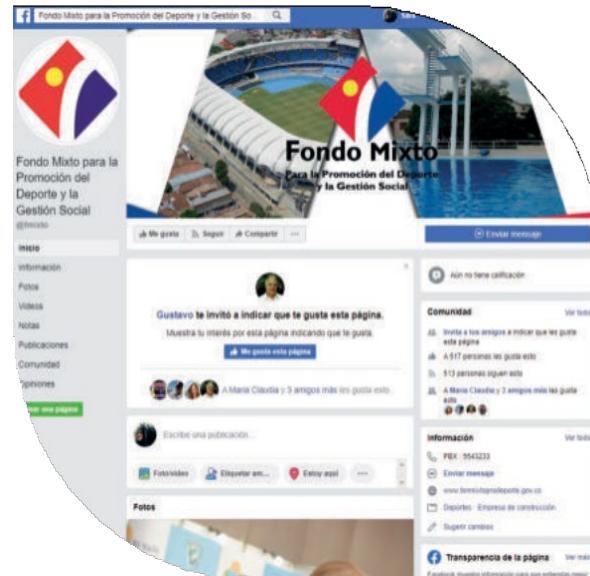 Fondo Mixto para la Promoción del Deporte y la Gestión So
Sara
Fondo Mixto
Para la Promoción del Deporte
y la Gestión Social
Fondo Mixto para la
Promoción del
Deporte y la
Gestión Social
@fmixto
Me gusta Seguir Compartir ...
Enviar mensaje
Inicio
Información
Fotos
Videos
Notas
Publicaciones
Comunidad
Opiniones
una página
Gustavo te invitó a indicar que te gusta esta página.
Muestra tu interés por esta página indicando que te gusta.
Me gusta esta página
A Maria Claudia y 3 amigos más les gusta esto.
Escribe una publicación...
Foto/video Etiquetar am... Estoy aquí ...
Fotos
Aún no tiene calificación
Comunidad Ver todo
Invita a tus amigos a indicar que les gusta
esta página
A 517 personas les gusta esto
513 personas siguen esto
A Maria Claudia y 3 amigos más les gusta
esto
Información Ver todo
PBX : 5543233
Enviar mensaje
Deportes · Empresa de construcción
Sugerir cambios
Transparencia de la página Ver más